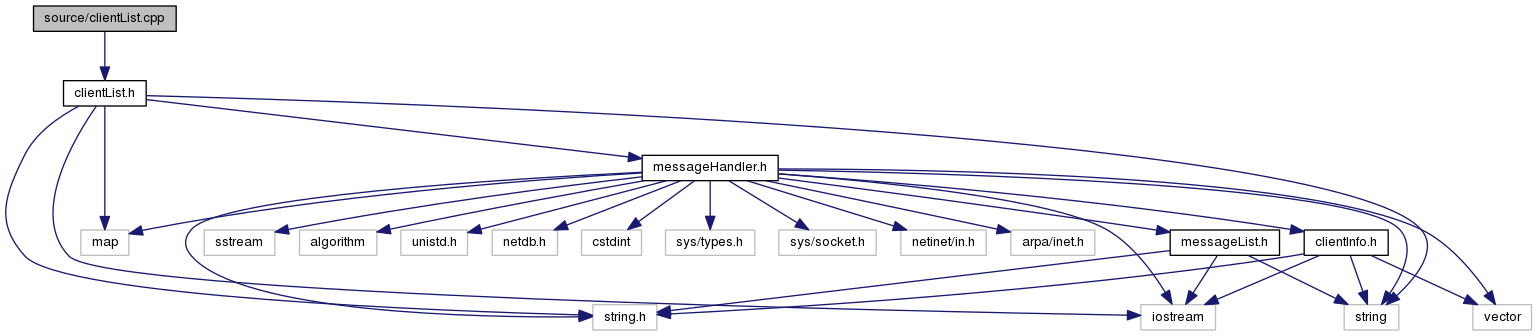 source/clientList.cpp
clientList.h
messageHandler.h
map
sstream
algorithm
unistd.h
netdb.h
cstdint
sys/types.h
sys/socket.h
netinet/in.h
arpa/inet.h
messageList.h
clientInfo.h
string.h
iostream
string
vector